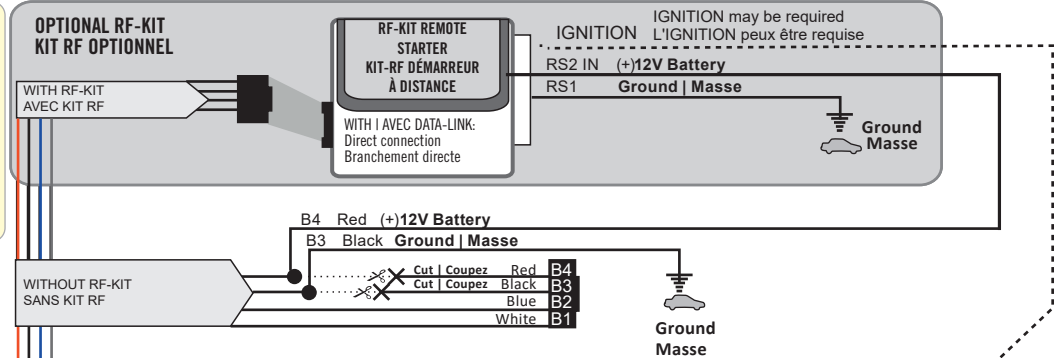 OPTIONAL RF-KIT
KIT RF OPTIONNEL
WITH RF-KIT
AVEC KIT RF
RF-KIT REMOTE
STARTER
KIT-RF DÉMARREUR
À DISTANCE
WITH | AVEC DATA-LINK:
Direct connection
Branchement directe
IGNITION
IGNITION may be required
L'IGNITION peux être requise
RS2 IN (+)12V Battery
RS1 Ground | Masse
Ground
Masse
B4 Red (+)12V Battery
B3 Black Ground | Masse
WITHOUT RF-KIT
SANS KIT RF
Cut | Coupez Red B4
Cut | Coupez Black B3
Blue B2
White B1
Ground
Masse